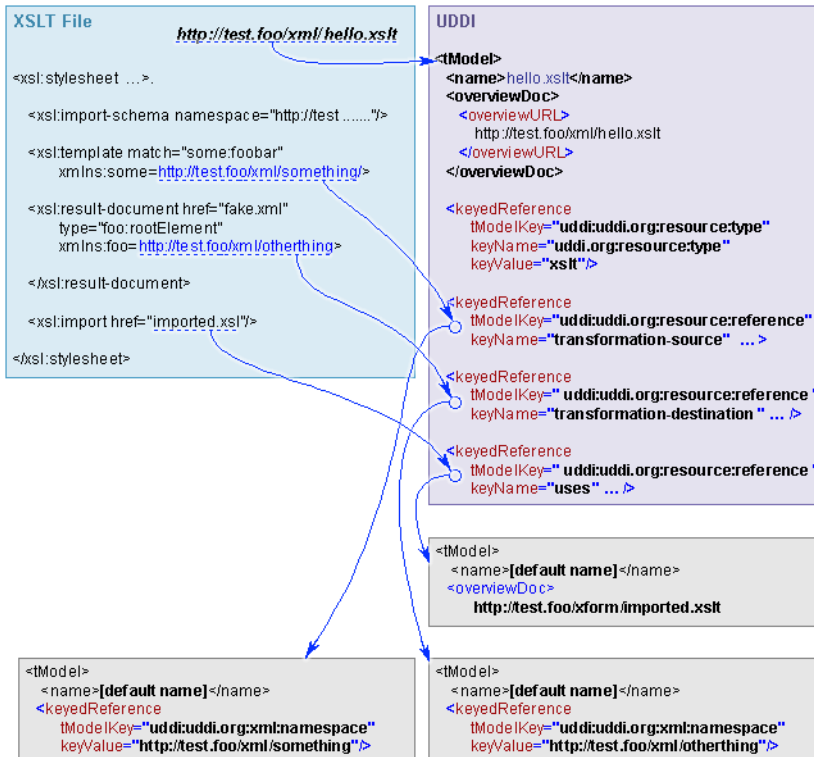 XSLT File
http://test.foo/xml/hello.xslt
<xsl:stylesheet ...>.
<xsl:import-schema namespace="http://test ......."/>
<xsl:template match="some:foobar"
xmlns:some=http://test.foo/xml/something/>
<xsl:result-document href="fake.xml"
type="foo:rootElement"
xmlns:foo=http://test.foo/xml/otherthing>
</xsl:result-document>
<xsl:import href="imported.xsl"/>
</xsl:stylesheet>
UDDI
<tModel>
<name>hello.xslt</name>
<overviewDoc>
<overviewURL>
http://test.foo/xml/hello.xslt
</overviewURL>
</overviewDoc>
<keyedReference
tModelKey="uddi:uddi.org:resource:type"
keyName="uddi.org:resource:type"
keyValue="xslt"/>
<keyedReference
tModelKey="uddi:uddi.org:resource:reference"
keyName="transformation-source" ... >
<keyedReference
tModelKey=" uddi:uddi.org:resource:reference "
keyName="transformation-destination " ... />
<keyedReference
tModelKey=" uddi:uddi.org:resource:reference "
keyName="uses" ... />
<tModel>
<name>[default name]</name>
<overviewDoc>
http://test.foo/xform/imported.xslt
<tModel>
<name>[default name]</name>
<keyedReference
tModelKey="uddi:uddi.org:xml:namespace"
keyValue="http://test.foo/xml/something"/>
<tModel>
<name>[default name]</name>
<keyedReference
tModelKey="uddi:uddi.org:xml:namespace"
keyValue="http://test.foo/xml/otherthing"/>